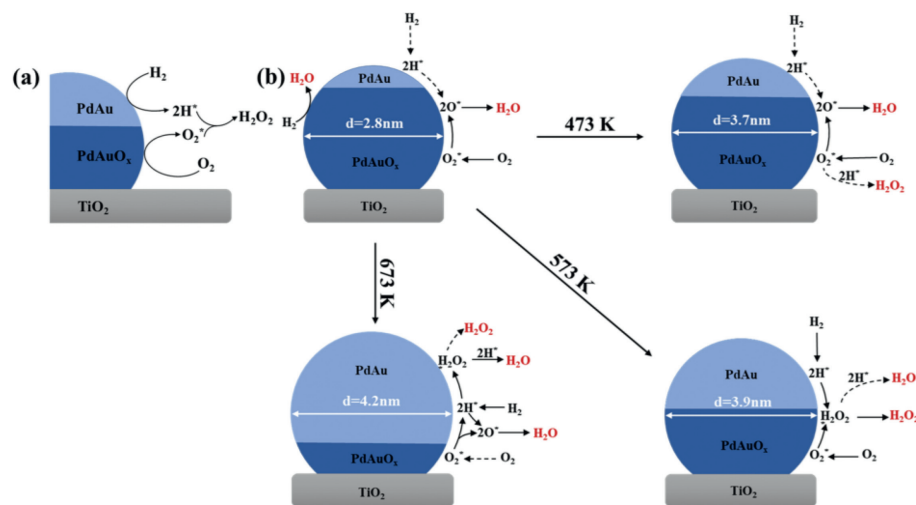 (a)
H₂
PdAu
2H*
H₂O₂
O₂*
PdAuOₓ
O₂
TiO₂
(b)
H₂
2H*
H₂O
PdAu
2O*
H₂O
H₂
d=2.8nm
O₂*
O₂
PdAuOₓ
TiO₂
473 K
H₂
2H*
PdAu
2O*
H₂O
d=3.7nm
O₂*
O₂
PdAuOₓ
2H*
H₂O₂
TiO₂
673 K
573 K
H₂O₂
H₂O₂
2H*
H₂O
PdAu
d=4.2nm
2H*
H₂
2O*
H₂O
O₂*
O₂
PdAuOₓ
TiO₂
H₂
PdAu
2H*
2H*
H₂O
d=3.9nm
H₂O₂
H₂O₂
PdAuOₓ
O₂*
O₂
TiO₂